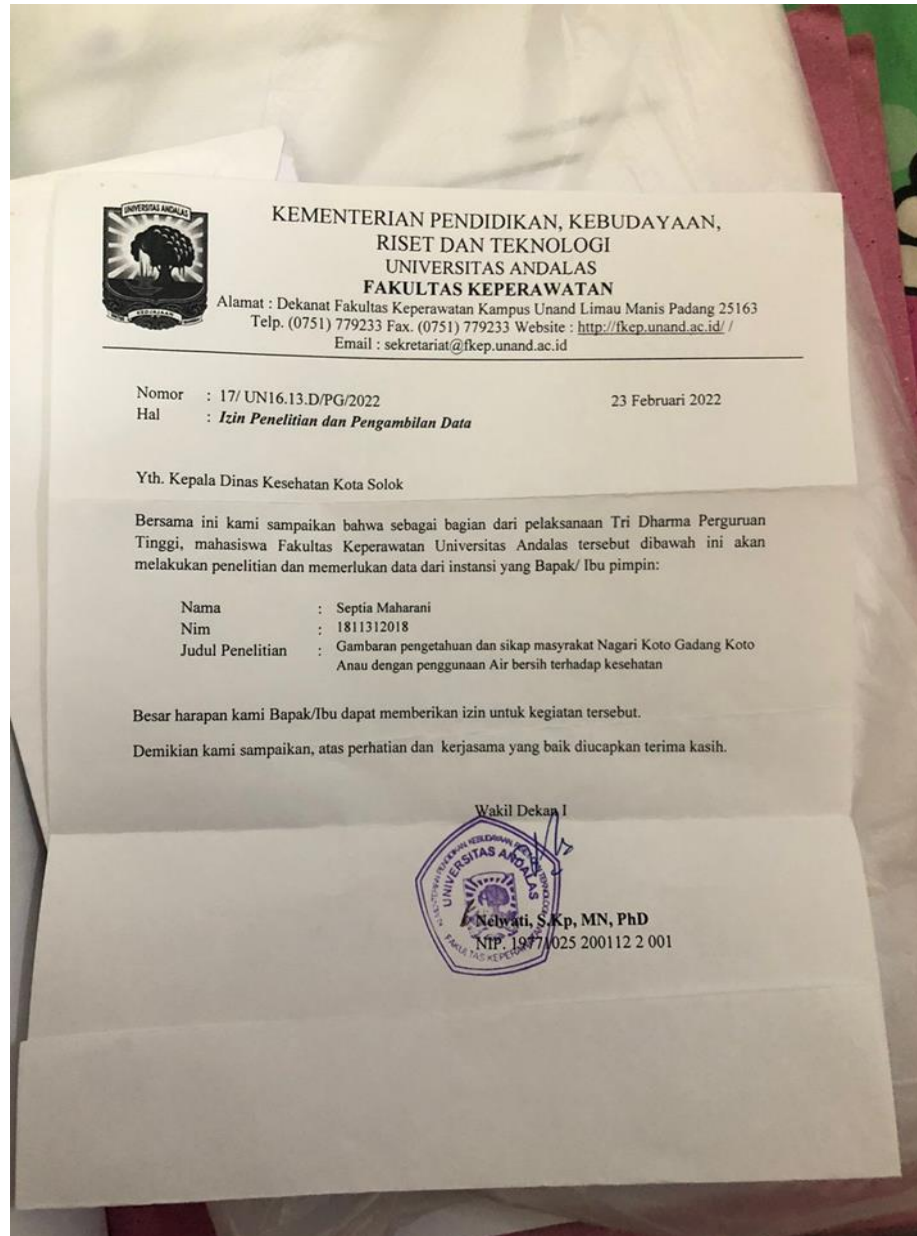 UNIVERSITAS ANDALAS
KEMENTERIAN PENDIDIKAN, KEBUDAYAAN,
RISET DAN TEKNOLOGI
UNIVERSITAS ANDALAS
FAKULTAS KEPERAWATAN
Alamat : Dekanat Fakultas Keperawatan Kampus Unand Limau Manis Padang 25163
Telp. (0751) 779233 Fax. (0751) 779233 Website : http://fkep.unand.ac.id/ /
Email : sekretariat@fkep.unand.ac.id
Nomor : 17/ UN16.13.D/PG/2022 23 Februari 2022
Hal : Izin Penelitian dan Pengambilan Data
Yth. Kepala Dinas Kesehatan Kota Solok
Bersama ini kami sampaikan bahwa sebagai bagian dari pelaksanaan Tri Dharma Perguruan
Tinggi, mahasiswa Fakultas Keperawatan Universitas Andalas tersebut dibawah ini akan
melakukan penelitian dan memerlukan data dari instansi yang Bapak/ Ibu pimpin:
Nama : Septia Maharani
Nim : 1811312018
Judul Penelitian : Gambaran pengetahuan dan sikap masyrakat Nagari Koto Gadang Koto
Anau dengan penggunaan Air bersih terhadap kesehatan
Besar harapan kami Bapak/Ibu dapat memberikan izin untuk kegiatan tersebut.
Demikian kami sampaikan, atas perhatian dan kerjasama yang baik diucapkan terima kasih.
Wakil Dekan I
UNIVERSITAS ANDALAS
FAKULTAS KEPERAWATAN
Nelwati, S.Kp, MN, PhD
NIP. 19771025 200112 2 001